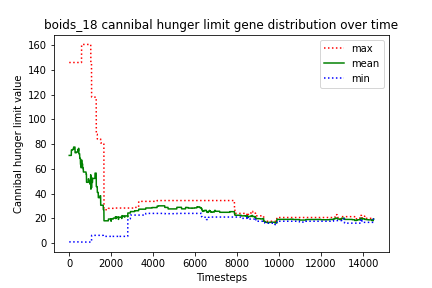 boids_18 cannibal hunger limit gene distribution over time
Cannibal hunger limit value
160
140
120
100
80
60
40
20
0
max
mean
min
0 2000 4000 6000 8000 10000 12000 14000
Timesteps